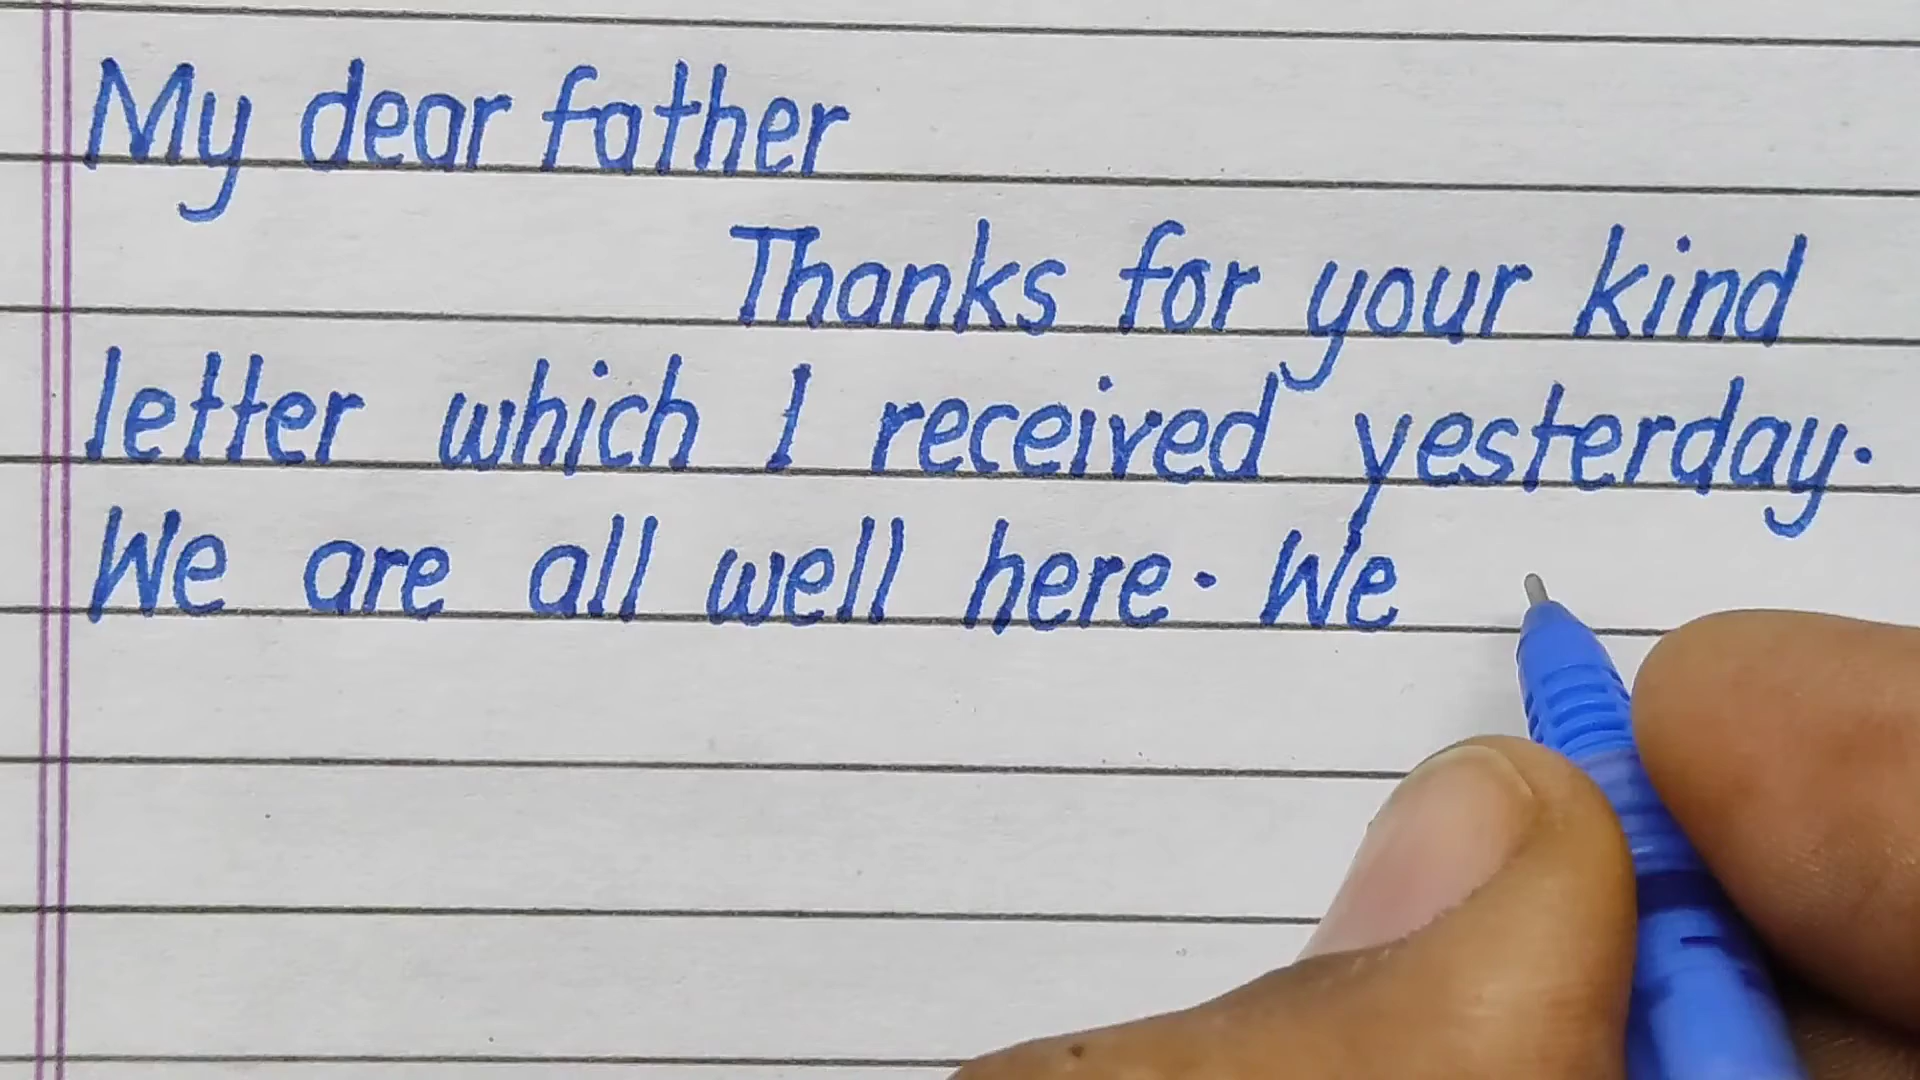 My dear father
Thanks for your kind
letter which I received yesterday.
We are all well here. We